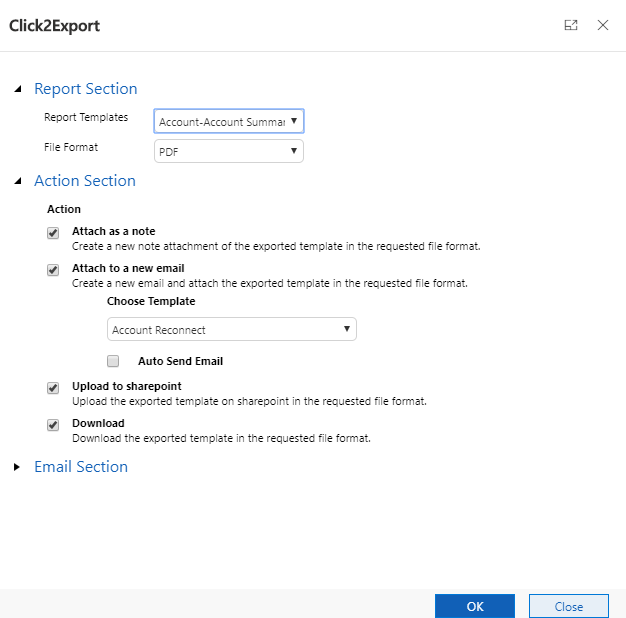 Click2Export
Report Section
Report Templates
Account-Account Summar
File Format
PDF
Action Section
Action
Attach as a note
Create a new note attachment of the exported template in the requested file format.
Attach to a new email
Create a new email and attach the exported template in the requested file format.
Choose Template
Account Reconnect
Auto Send Email
Upload to sharepoint
Upload the exported template on sharepoint in the requested file format.
Download
Download the exported template in the requested file format.
Email Section
OK
Close